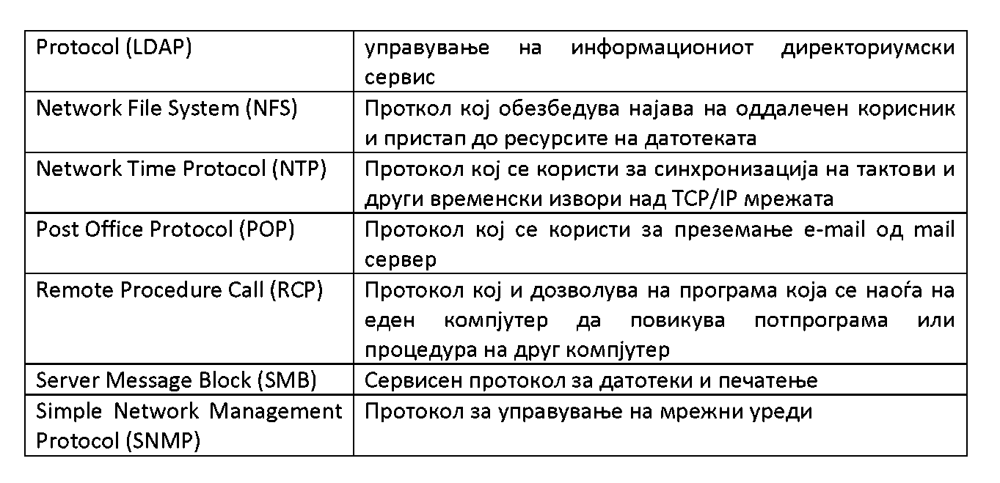 Protocol (LDAP)
управување на информациониот директориумски
сервис
Network File System (NFS)
Проткол кој обезбедува најава на оддалечен корисник
и пристап до ресурсите на датотеката
Network Time Protocol (NTP)
Протокол кој се користи за синхронизација на тактови и
други временски извори над TCP/IP мрежата
Post Office Protocol (POP)
Протокол кој се користи за преземање e-mail од mail
сервер
Remote Procedure Call (RCP)
Протокол кој и дозволува на програма која се наоѓа на
еден компјутер да повикува потпрограма или
процедура на друг компјутер
Server Message Block (SMB)
Сервисен протокол за датотеки и печатење
Simple Network Management
Protocol (SNMP)
Протокол за управување на мрежни уреди